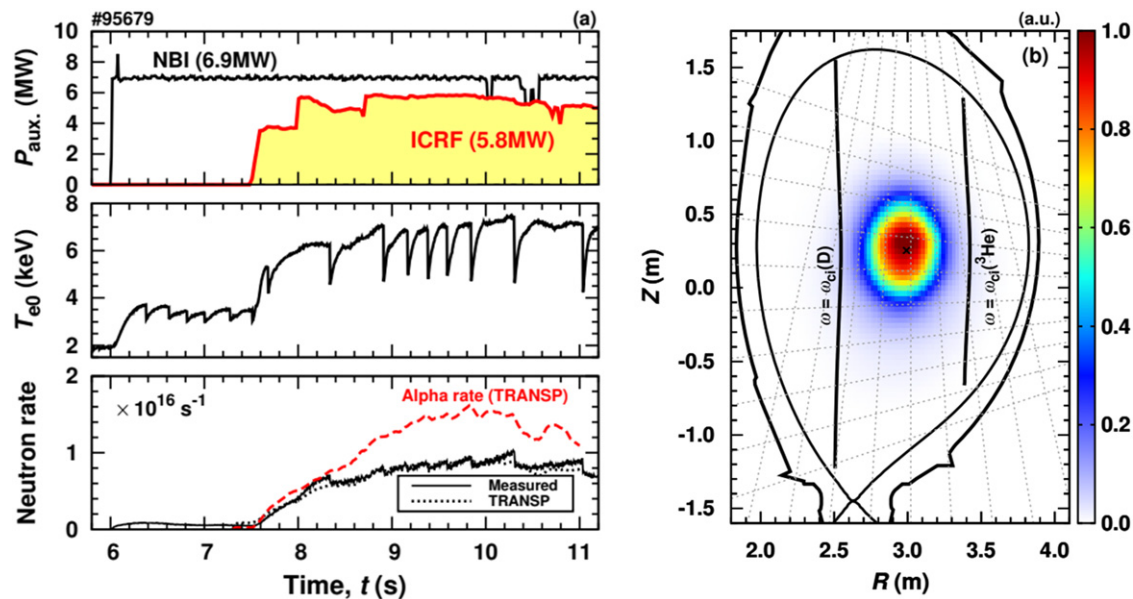 #95679 (a)
10
8
6
4
2
0
P_aux. (MW)
NBI (6.9MW)
ICRF (5.8MW)
8
6
4
2
T_e0 (keV)
2
1
0
Neutron rate
× 10^16 s^-1
Alpha rate (TRANSP)
Measured
TRANSP
6 7 8 9 10 11
Time, t (s)
(a.u.)
(b)
1.5
1.0
0.5
0.0
-0.5
-1.0
-1.5
Z (m)
ω = ω_ci(D)
ω = ω_ci(^3He)
×
2.0 2.5 3.0 3.5 4.0
R (m)
1.0
0.8
0.6
0.4
0.2
0.0